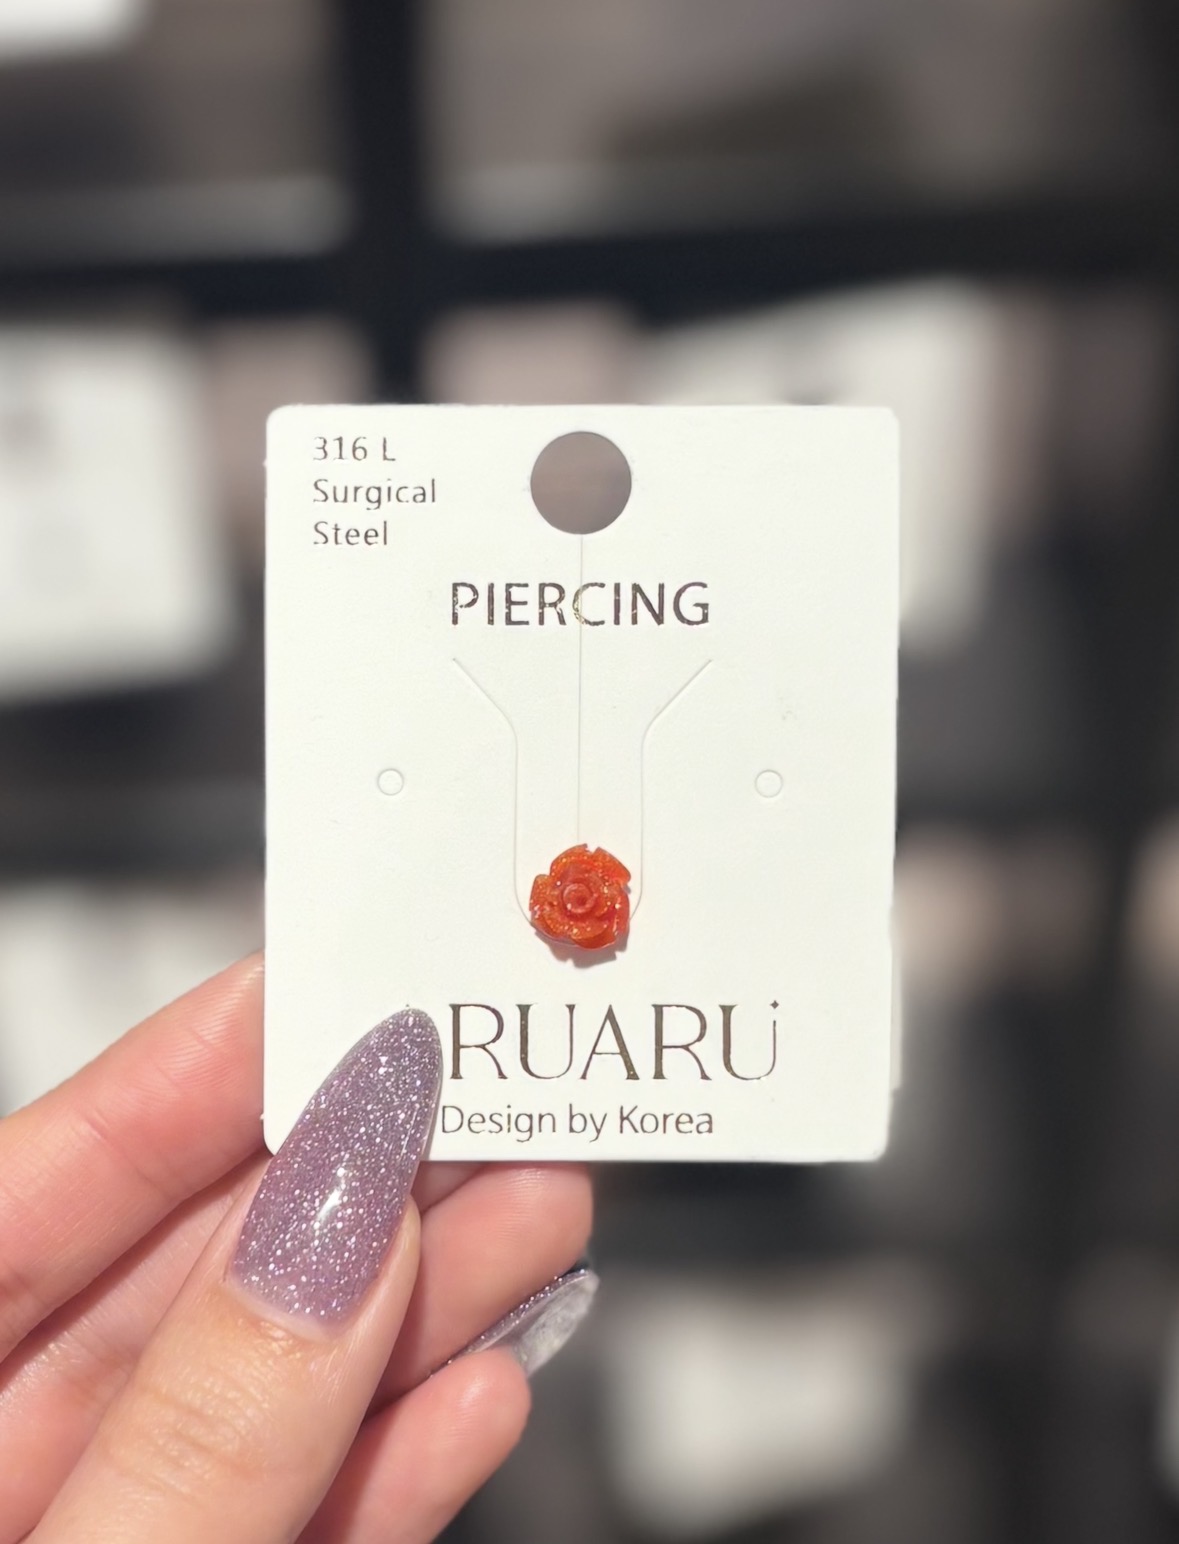 316 L
Surgical
Steel
PIERCING
RUARU
Design by Korea